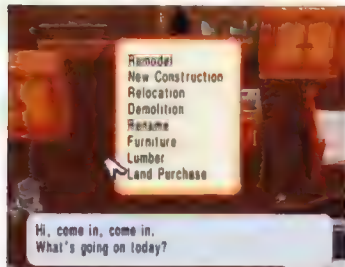 Remodel
New Construction
Relocation
Demolition
Rename
Furniture
Lumber
Land Purchase
Hi, come in, come in.
What's going on today?